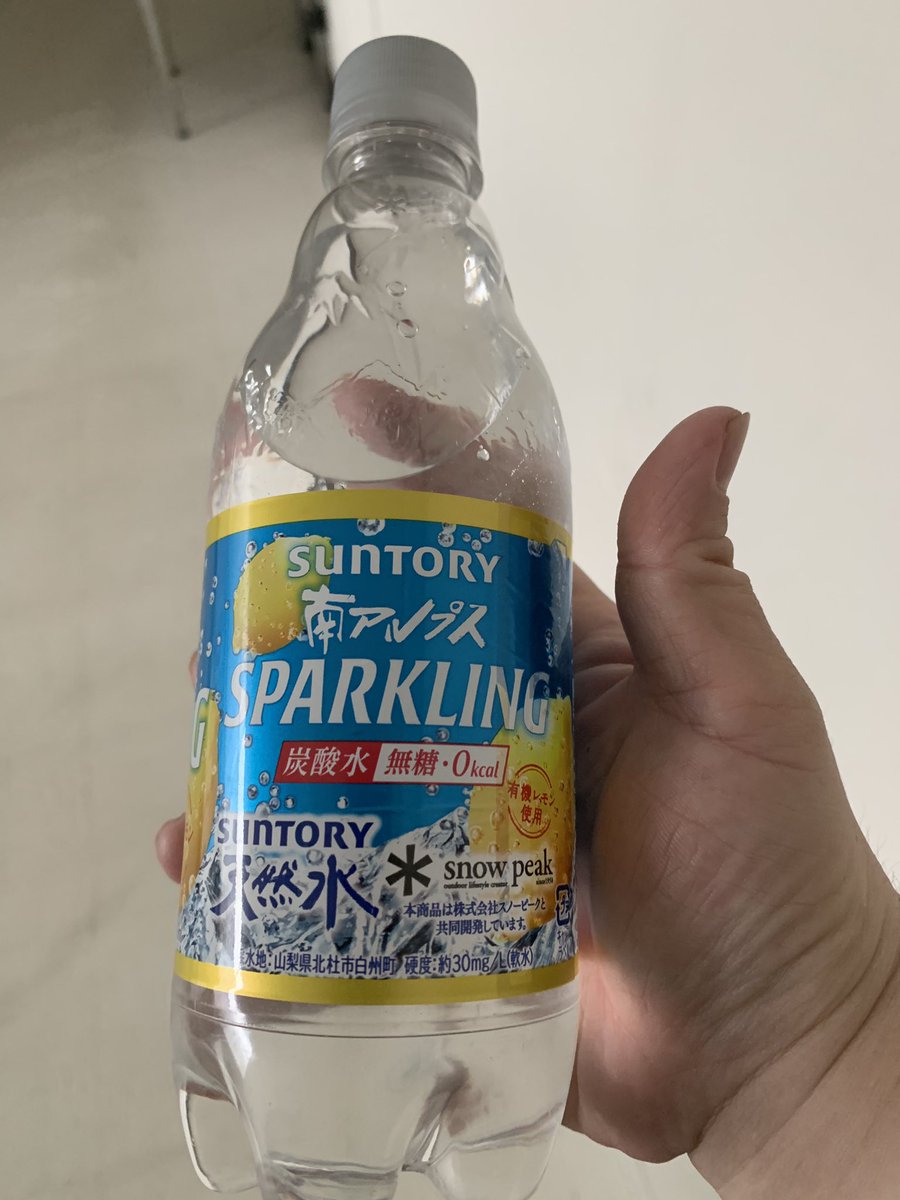 SUNTORY
南アルプス
SPARKLING
G
炭酸水 無糖・0kcal
有機レモン
使用
SUNTORY
天然水
snow peak
outdoor lifestyle creator since1958
本商品は株式会社スノーピークと
共同開発しています。
水地:山梨県北杜市白州町 硬度:約30mg/L(軟水)
プラ